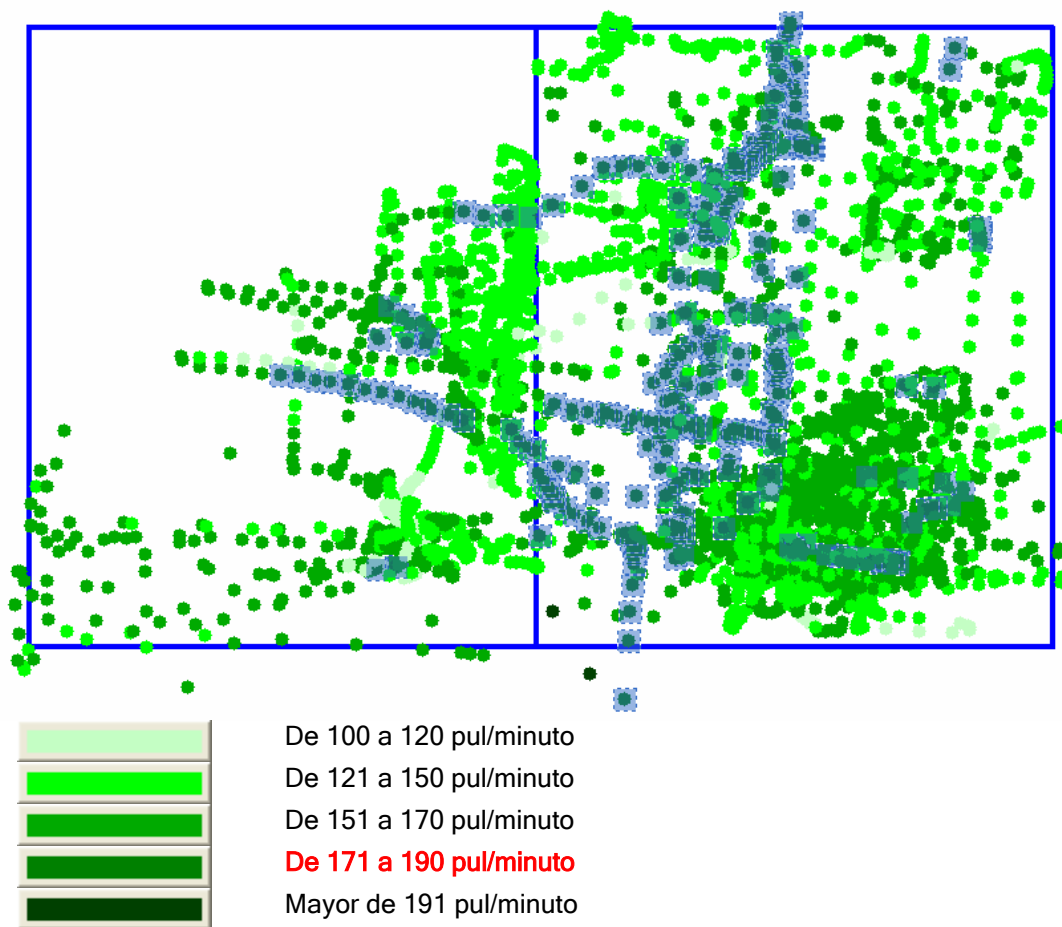 De 100 a 120 pul/minuto
De 121 a 150 pul/minuto
De 151 a 170 pul/minuto
De 171 a 190 pul/minuto
Mayor de 191 pul/minuto